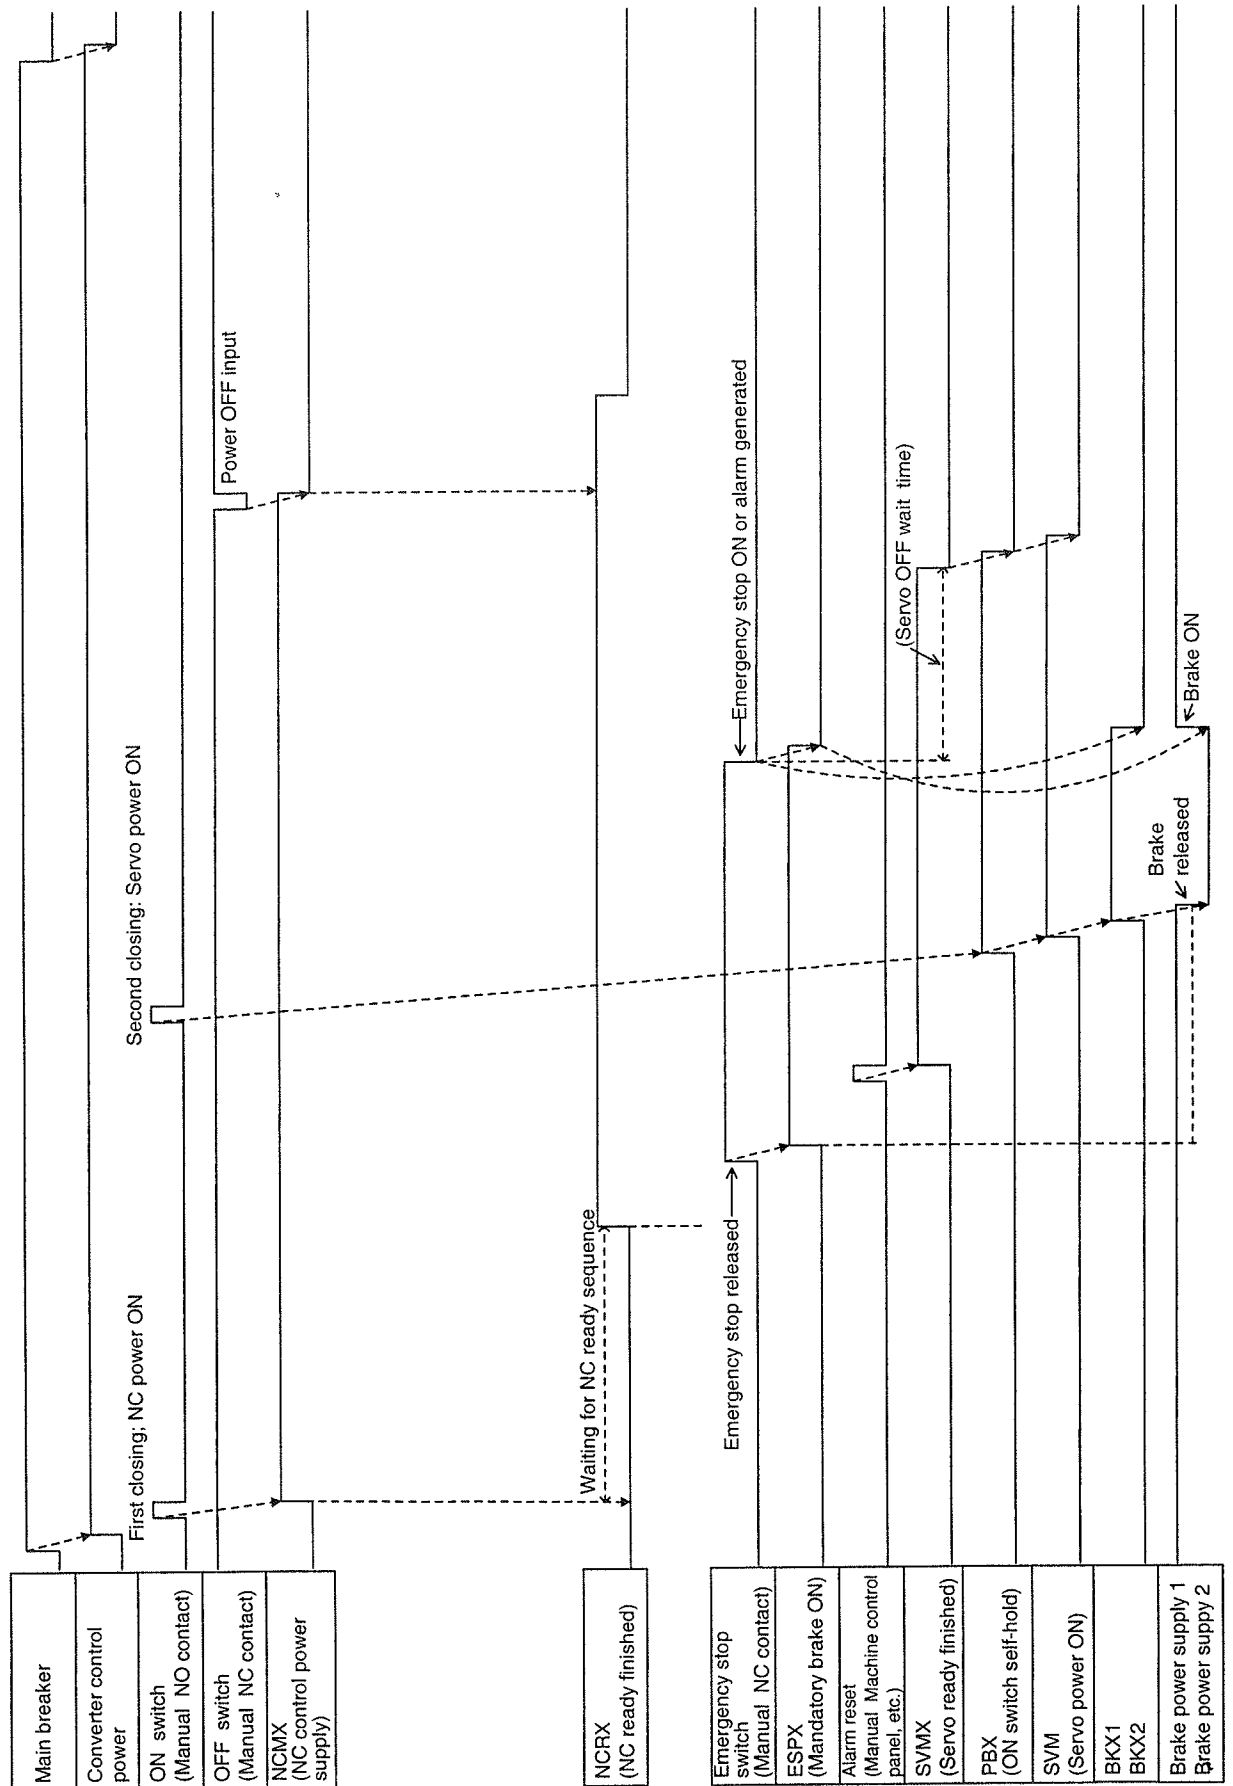 Main breaker
Converter control
power
ON switch
(Manual NO contact)
OFF switch
(Manual NC contact)
NCMX
(NC control power
supply)
NCRX
(NC ready finished)
Emergency stop
switch
(Manual NC contact)
ESPX
(Mandatory brake ON)
Alarm reset
(Manual Machine control
panel, etc.)
SVMX
(Servo ready finished)
PBX
(ON switch self-hold)
SVM
(Servo power ON)
BKX1
BKX2
Brake power supply 1
Brake power suppy 2
First closing; NC power ON
Second closing: Servo power ON
Power OFF input
Waiting for NC ready sequence
Emergency stop released
Emergency stop ON or alarm generated
(Servo OFF wait time)
Brake
released
Brake ON